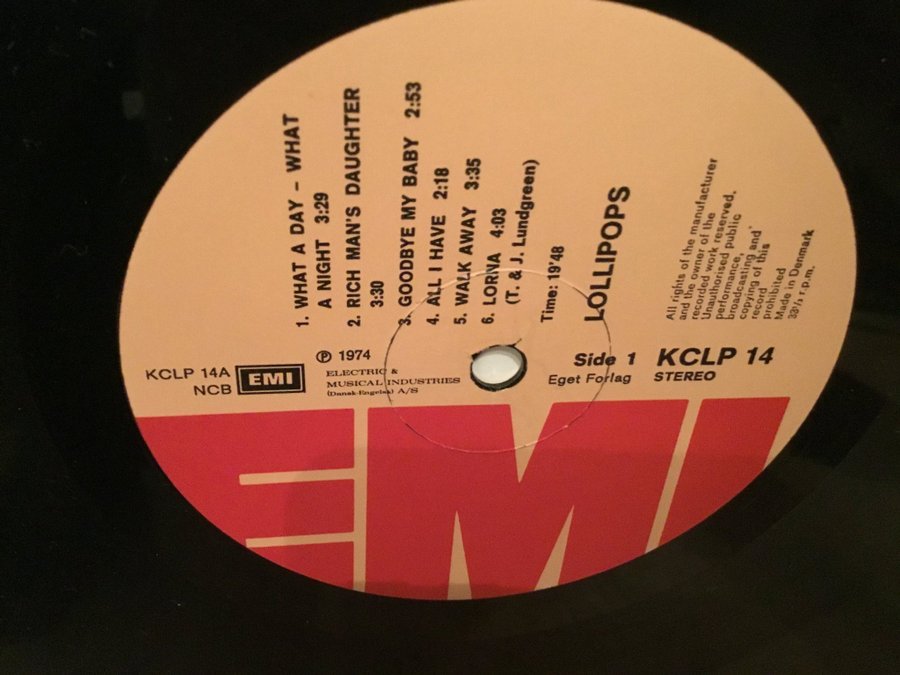 1. WHAT A DAY – WHAT
A NIGHT 3:29
2. RICH MAN'S DAUGHTER
3:30
3. GOODBYE MY BABY 2:53
4. ALL I HAVE 2:18
5. WALK AWAY 3:35
6. LORNA 4:03
(T. & J. Lundgreen)
Time: 19'48
LOLLIPOPS
All rights of the manufacturer
and the owner of the
recorded work reserved.
Unauthorised public
performance,
broadcasting and
copying of this
record
prohibited
Made in Denmark
33⅓ r.p.m.
KCLP 14A
NCB
EMI
℗ 1974
ELECTRIC &
MUSICAL INDUSTRIES
(Dansk-Engelsk) A/S
Side 1
Eget Forlag
KCLP 14
STEREO
EMI